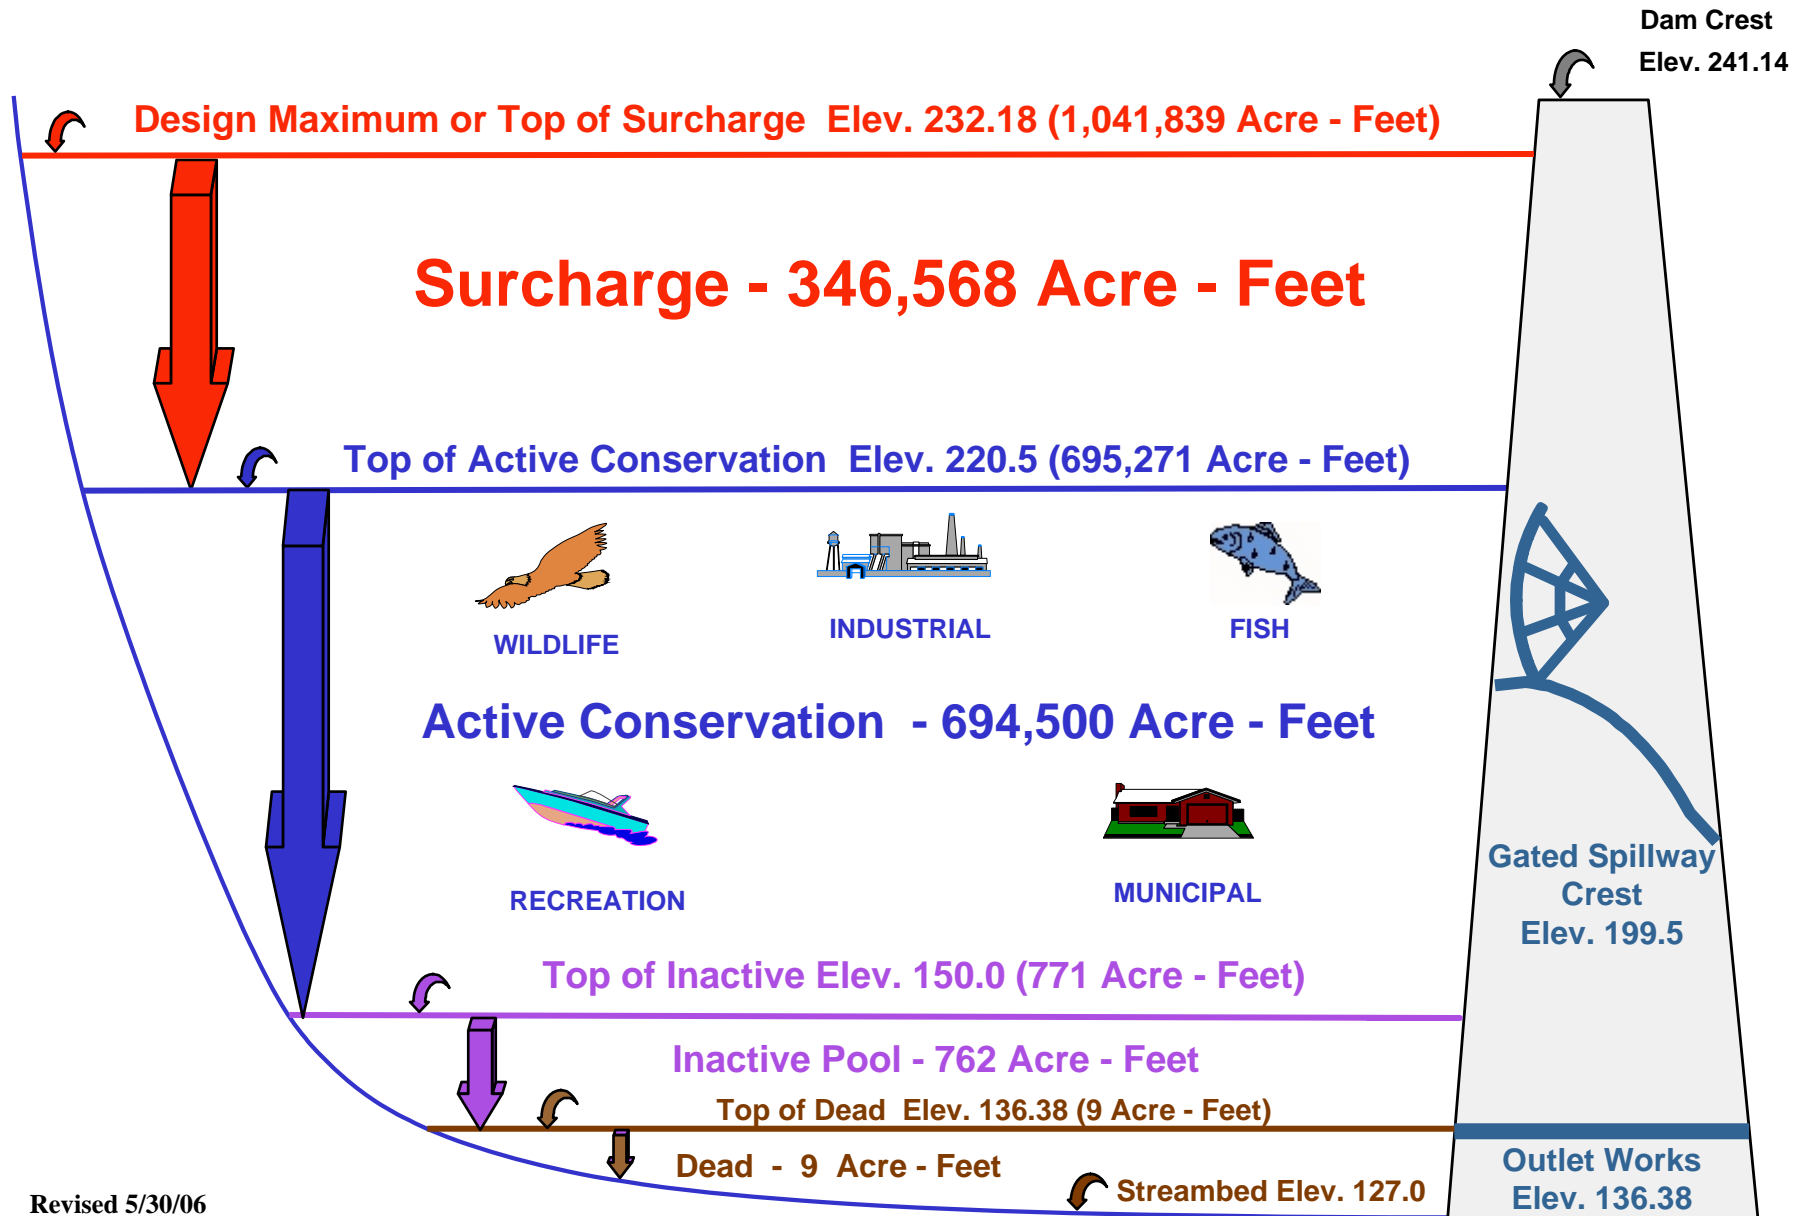 Dam Crest
Elev. 241.14
Design Maximum or Top of Surcharge Elev. 232.18 (1,041,839 Acre - Feet)
Surcharge - 346,568 Acre - Feet
Top of Active Conservation Elev. 220.5 (695,271 Acre - Feet)
WILDLIFE
INDUSTRIAL
FISH
Active Conservation - 694,500 Acre - Feet
RECREATION
MUNICIPAL
Gated Spillway
Crest
Elev. 199.5
Top of Inactive Elev. 150.0 (771 Acre - Feet)
Inactive Pool - 762 Acre - Feet
Top of Dead Elev. 136.38 (9 Acre - Feet)
Dead - 9 Acre - Feet
Outlet Works
Elev. 136.38
Streambed Elev. 127.0
Revised 5/30/06